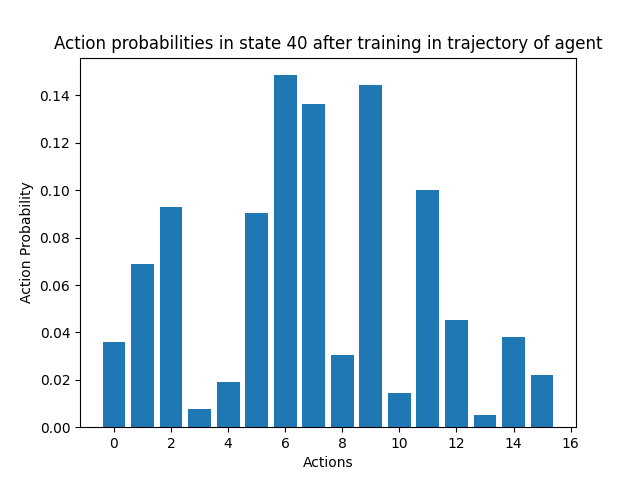 Action probabilities in state 40 after training in trajectory of agent
0.14
0.12
0.10
0.08
0.06
0.04
0.02
0.00
Action Probability
0 2 4 6 8 10 12 14 16
Actions